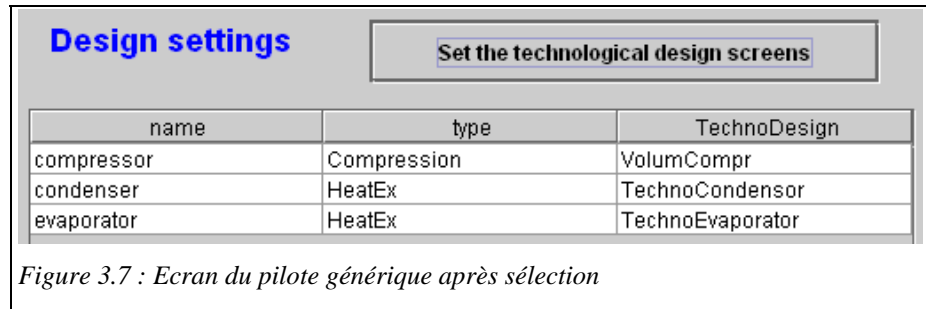 Design settings
Set the technological design screens
name type TechnoDesign
compressor Compression VolumCompr
condenser HeatEx TechnoCondensor
evaporator HeatEx TechnoEvaporator
Figure 3.7 : Ecran du pilote générique après sélection